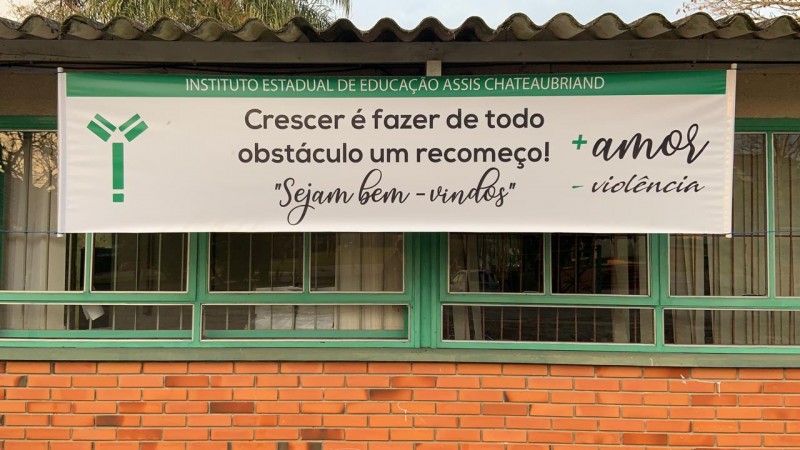 INSTITUTO ESTADUAL DE EDUCAÇÃO ASSIS CHATEAUBRIAND
Crescer é fazer de todo
obstáculo um recomeço!
"Sejam bem -vindos"
+ amor
- violência